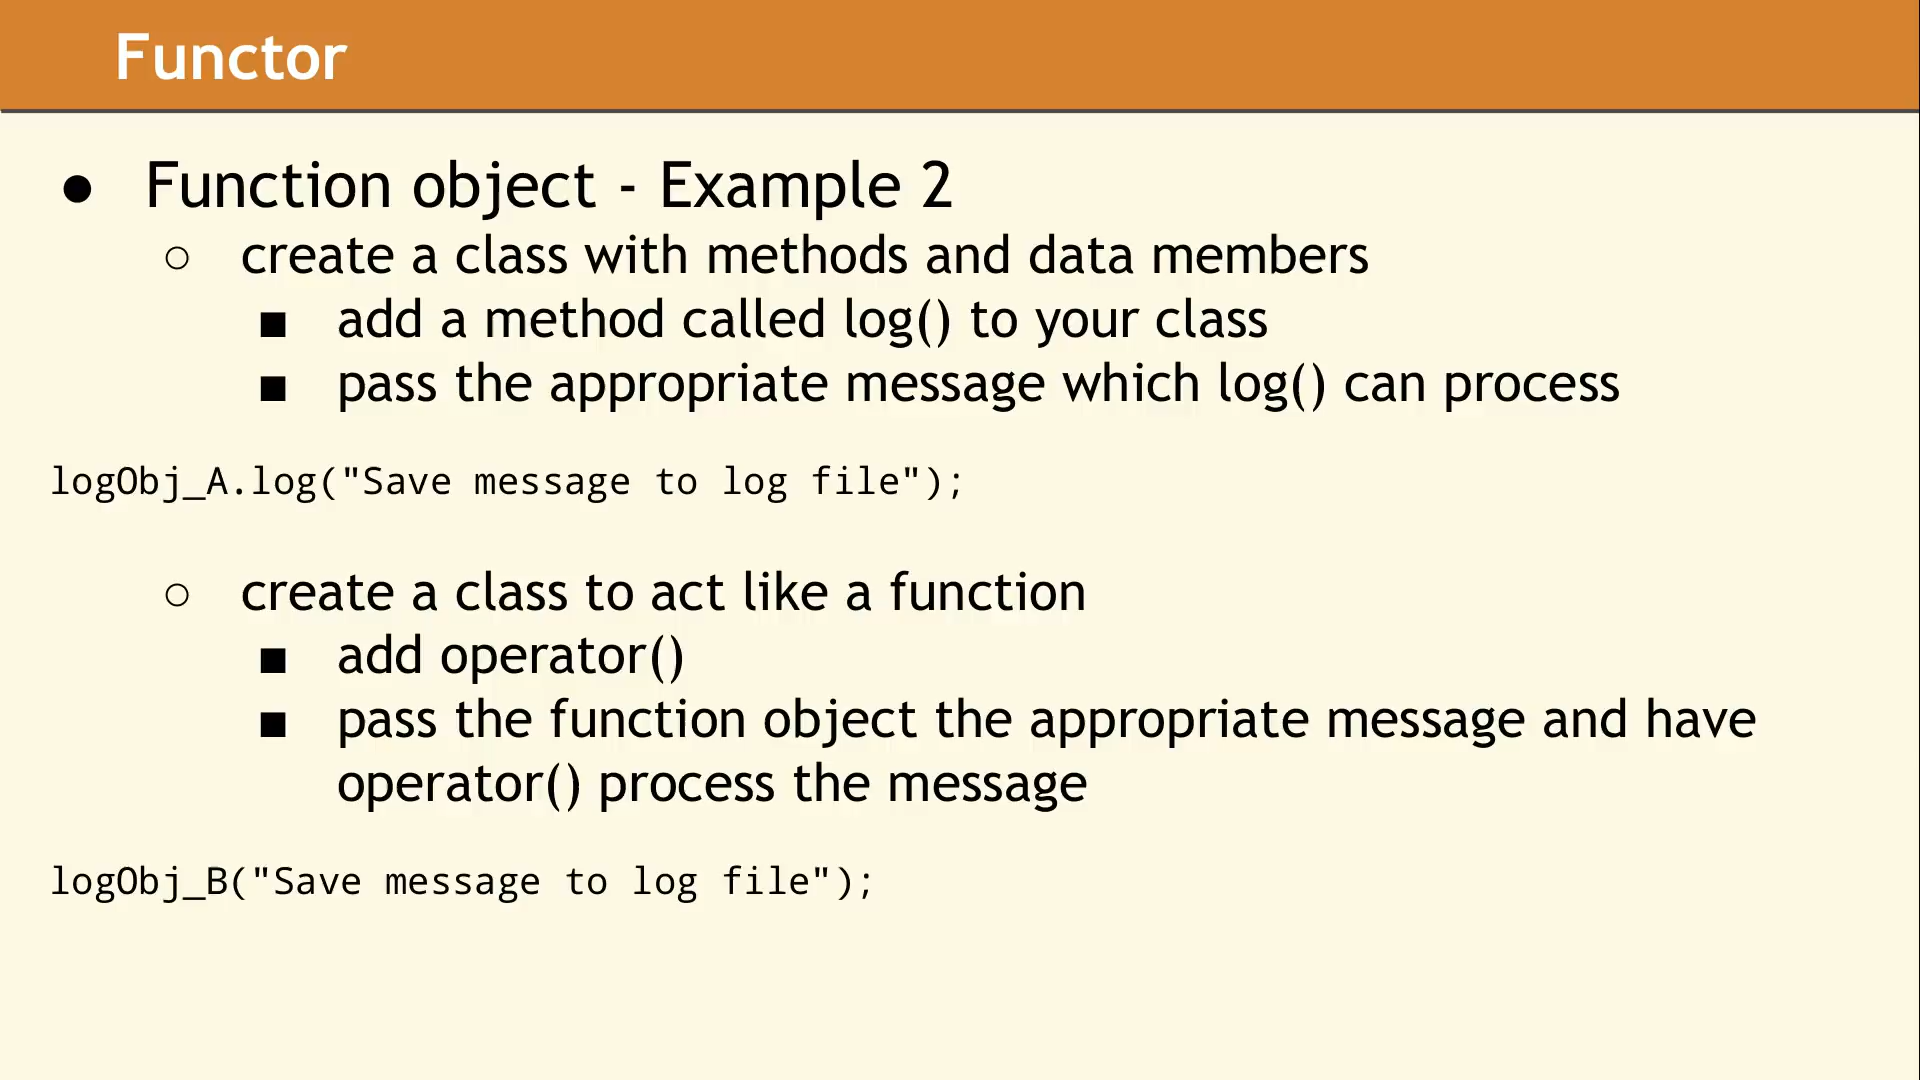 Functor
● Function object - Example 2
○ create a class with methods and data members
■ add a method called log() to your class
■ pass the appropriate message which log() can process
logObj_A.log("Save message to log file");
○ create a class to act like a function
■ add operator()
■ pass the function object the appropriate message and have
operator() process the message
logObj_B("Save message to log file");